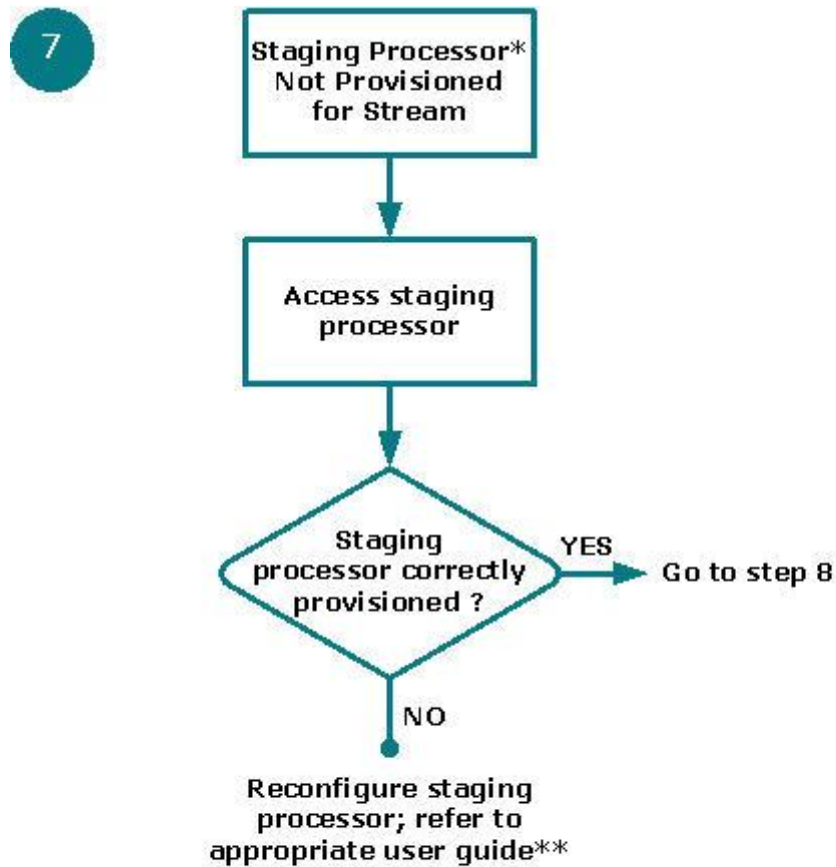 7
Staging Processor*
Not Provisioned
for Stream
Access staging
processor
Staging
processor correctly
provisioned ?
YES
Go to step 8
NO
Reconfigure staging
processor; refer to
appropriate user guide**